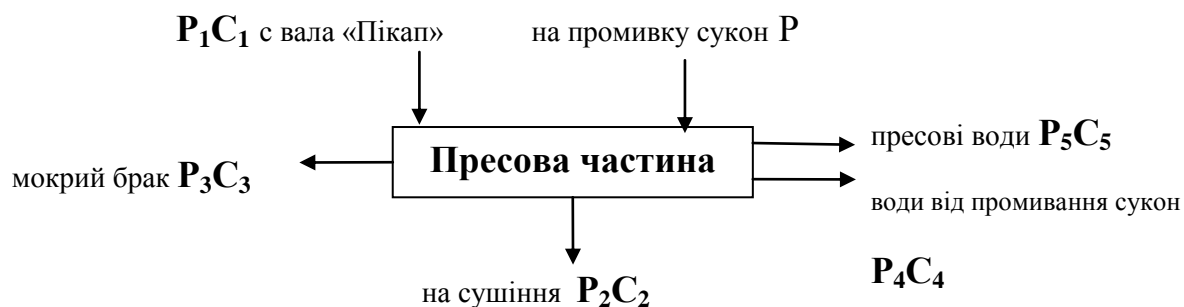 P₁C₁ с вала «Пікап»
на промивку сукон P
Пресова частина
мокрий брак P₃C₃
пресові води P₅C₅
води від промивання сукон
P₄C₄
на сушіння P₂C₂